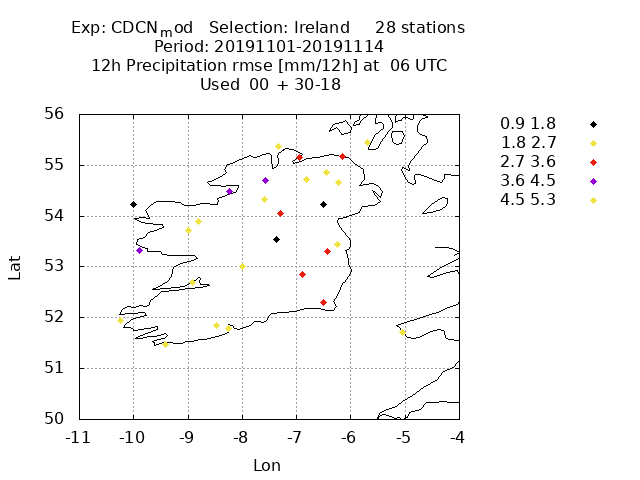 Exp: CDCN_mod   Selection: Ireland     28 stations
Period: 20191101-20191114
12h Precipitation rmse [mm/12h] at  06 UTC
Used  00 + 30-18
0.9 1.8
1.8 2.7
2.7 3.6
3.6 4.5
4.5 5.3
56
55
54
53
52
51
50
Lat
-11 -10 -9 -8 -7 -6 -5 -4
Lon